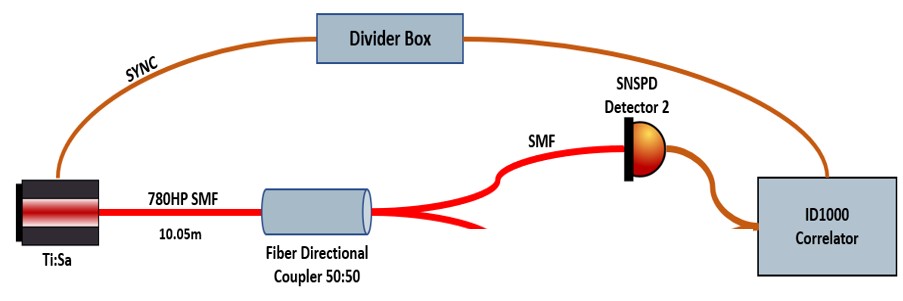 Divider Box
SYNC
SNSPD
Detector 2
SMF
780HP SMF
10.05m
Ti:Sa
Fiber Directional
Coupler 50:50
ID1000
Correlator